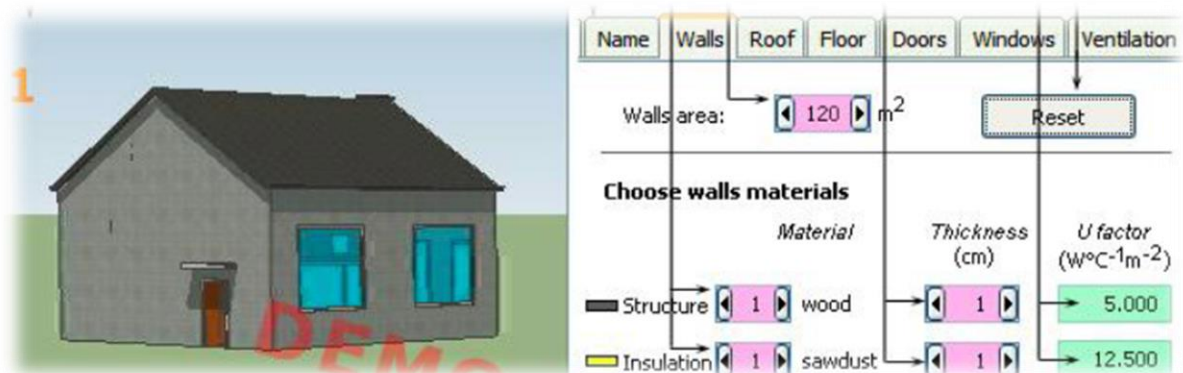 1
DEMO
Name Walls Roof Floor Doors Windows Ventilation
Walls area: 120 m2 Reset
Choose walls materials
Material Thickness (cm) U factor (W°C-1m-2)
Structure 1 wood 1 5.000
Insulation 1 sawdust 1 12.500